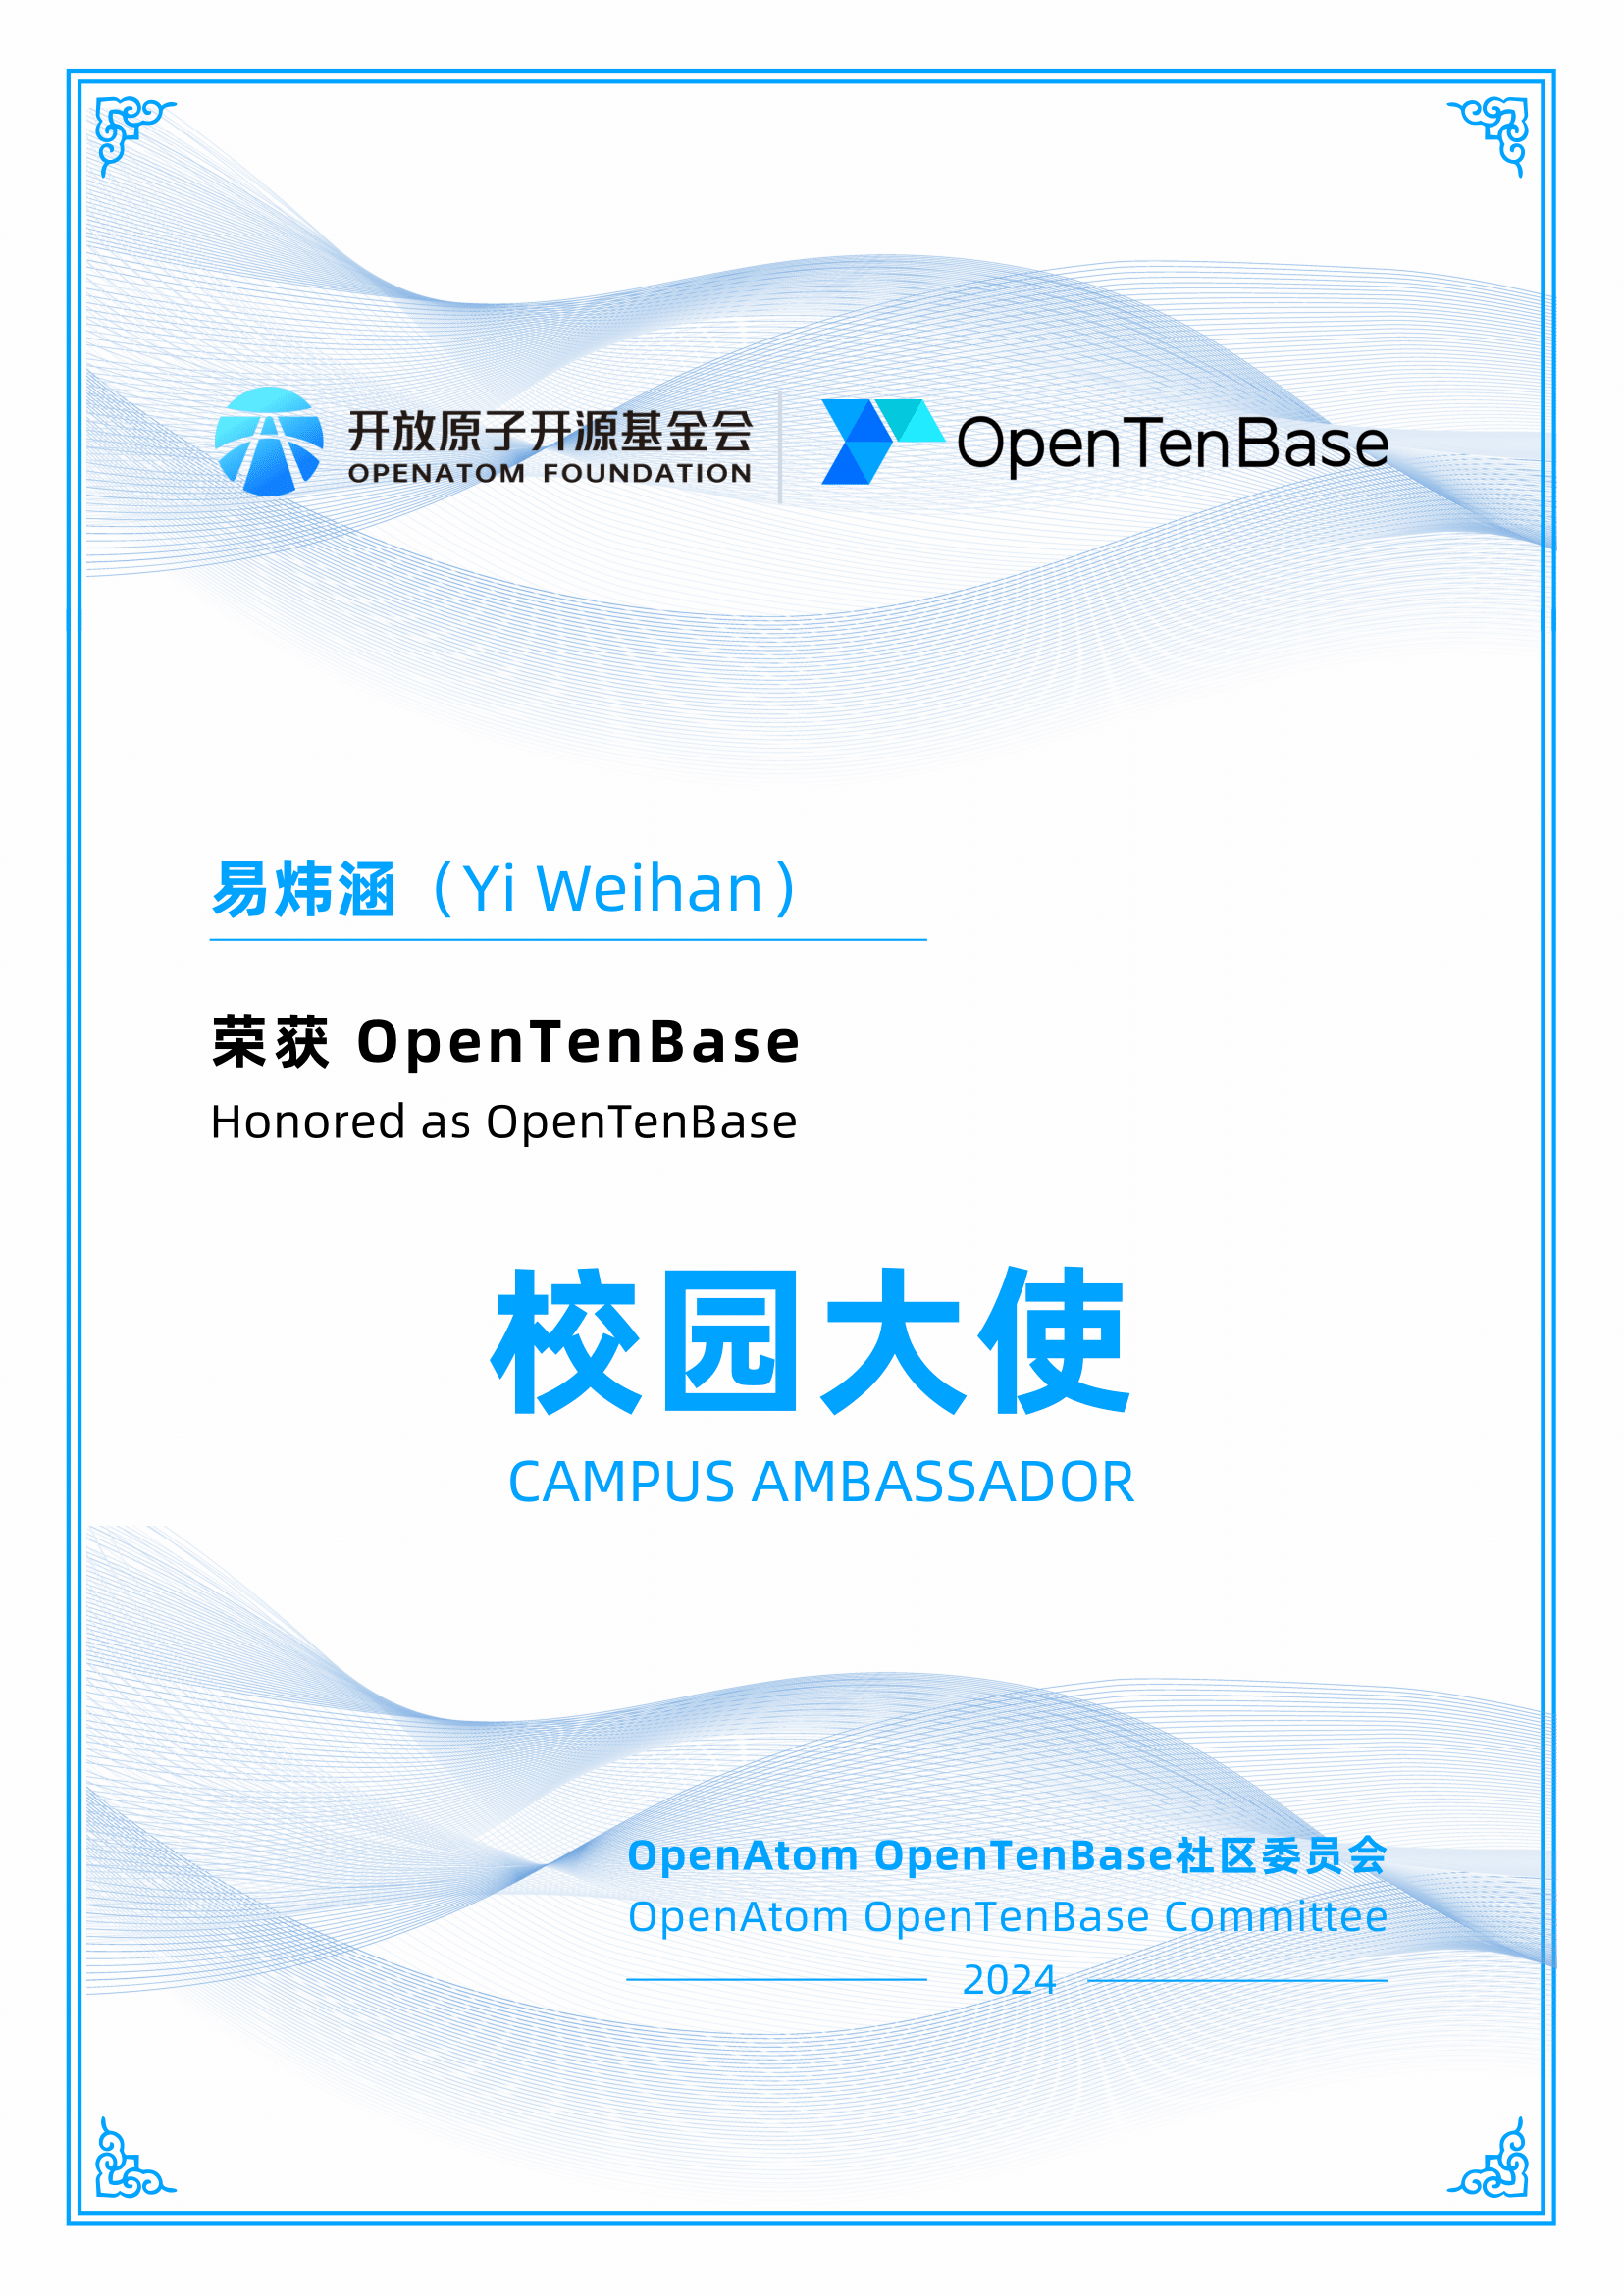 开放原子开源基金会
OPENATOM FOUNDATION
OpenTenBase
易炜涵（Yi Weihan）
荣获 OpenTenBase
Honored as OpenTenBase
校园大使
CAMPUS AMBASSADOR
OpenAtom OpenTenBase社区委员会
OpenAtom OpenTenBase Committee
2024